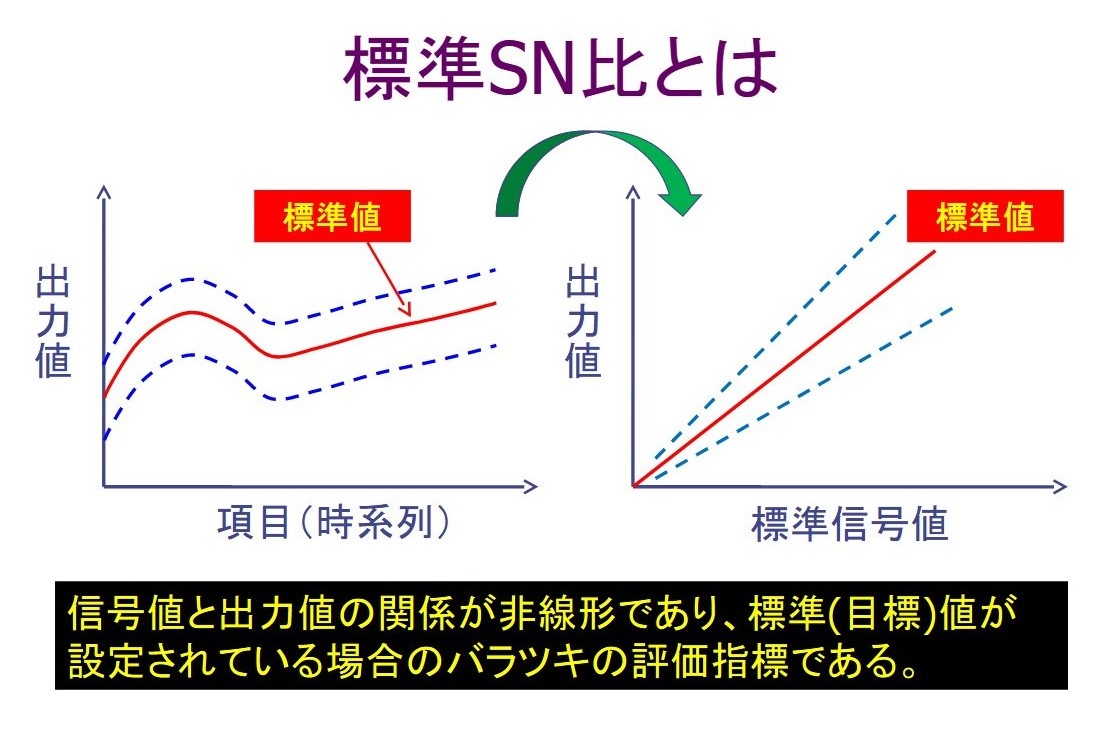 標準SN比とは
標準値
出力値
項目(時系列)
標準値
出力値
標準信号値
信号値と出力値の関係が非線形であり、標準(目標)値が
設定されている場合のバラツキの評価指標である。